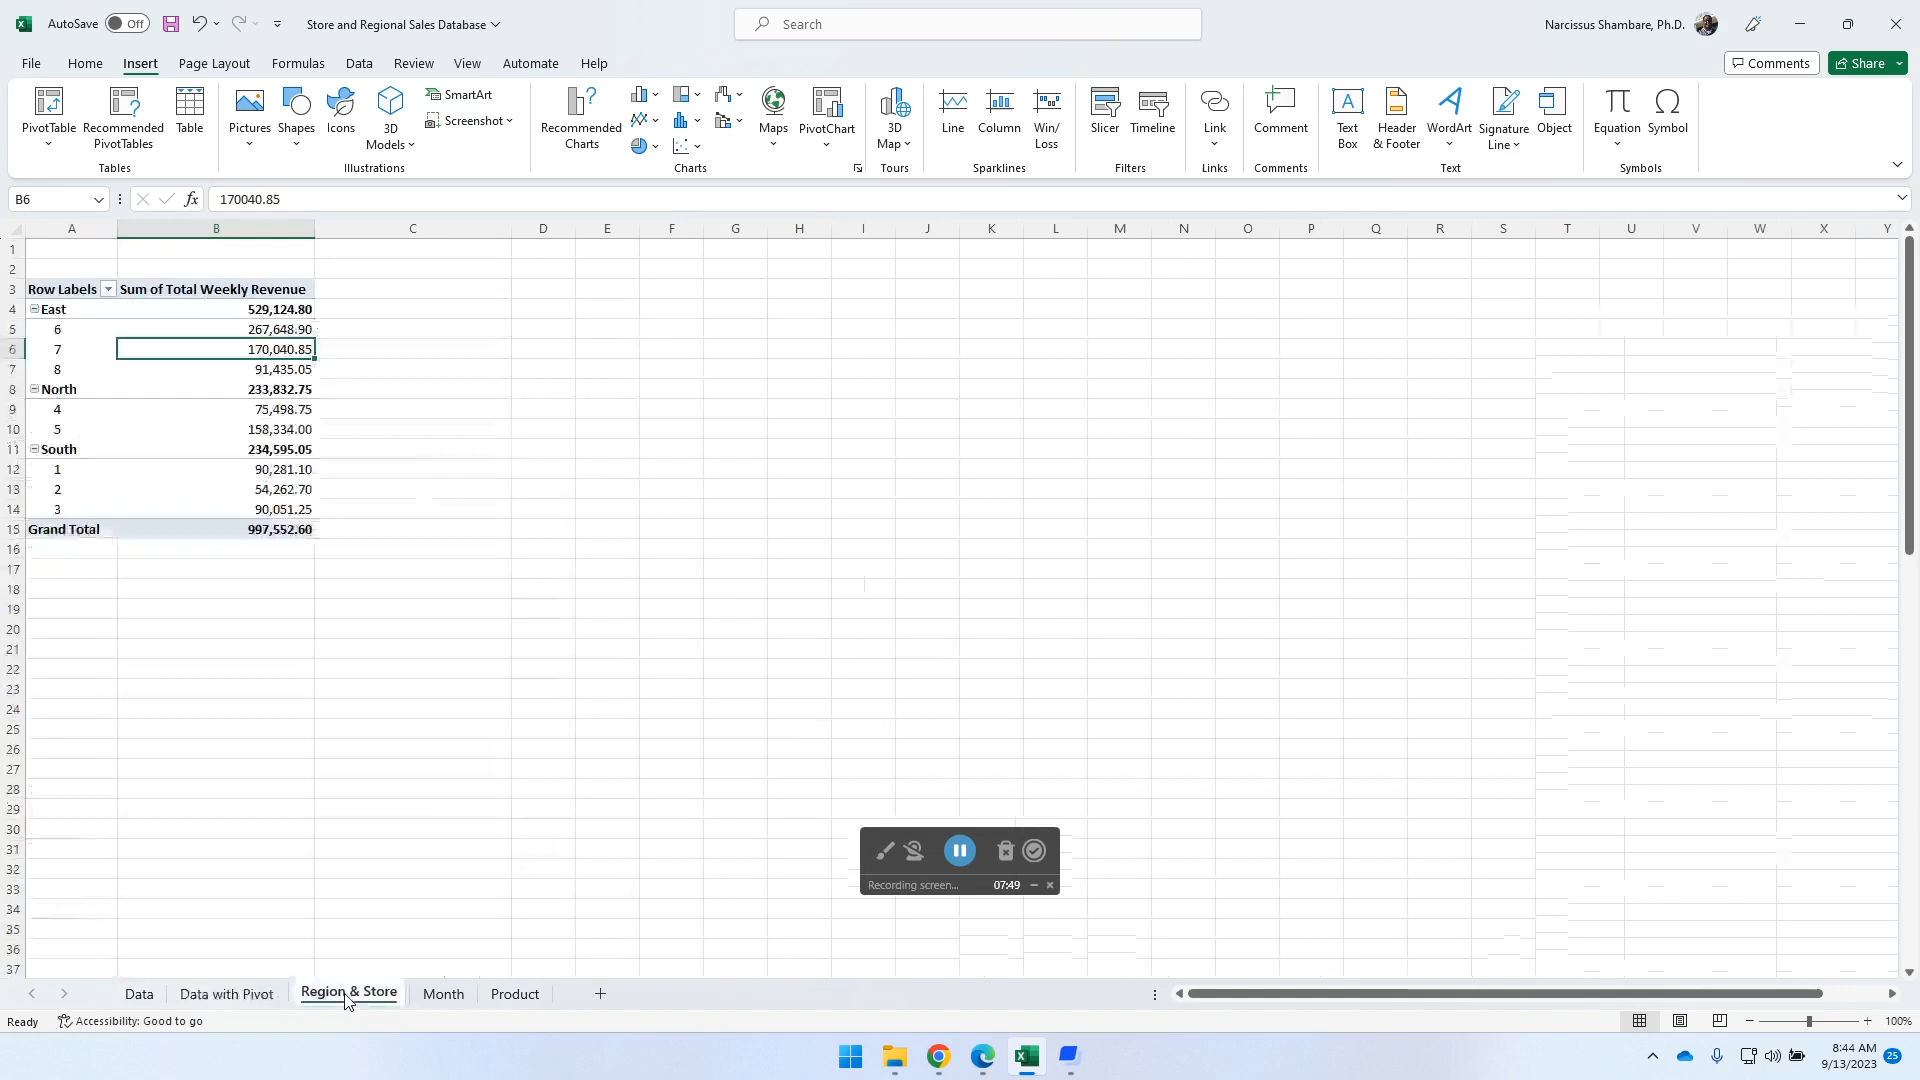 AutoSave Off Store and Regional Sales Database Search Narcissus Shambare, Ph.D.
File Home Insert Page Layout Formulas Data Review View Automate Help Comments Share
PivotTable Recommended PivotTables Table
Tables
Pictures Shapes Icons 3D Models SmartArt Screenshot
Illustrations
Recommended Charts Maps PivotChart
Charts
3D Map
Tours
Line Column Win/Loss
Sparklines
Slicer Timeline
Filters
Link
Links
Comment
Comments
Text Box Header & Footer WordArt Signature Line Object
Text
Equation Symbol
Symbols
B6 fx 170040.85
A B C D E F G H I J K L M N O P Q R S T U V W X Y
1
2
3 Row Labels Sum of Total Weekly Revenue
4 East 529,124.80
5 6 267,648.90
6 7 170,040.85
7 8 91,435.05
8 North 233,832.75
9 4 75,498.75
10 5 158,334.00
11 South 234,595.05
12 1 90,281.10
13 2 54,262.70
14 3 90,051.25
15 Grand Total 997,552.60
16
17
18
19
20
21
22
23
24
25
26
27
28
29
30
31
32
33
34
35
36
37
Recording screen... 07:49
Data Data with Pivot Region & Store Month Product
Ready Accessibility: Good to go 100%
8:44 AM
9/13/2023 25